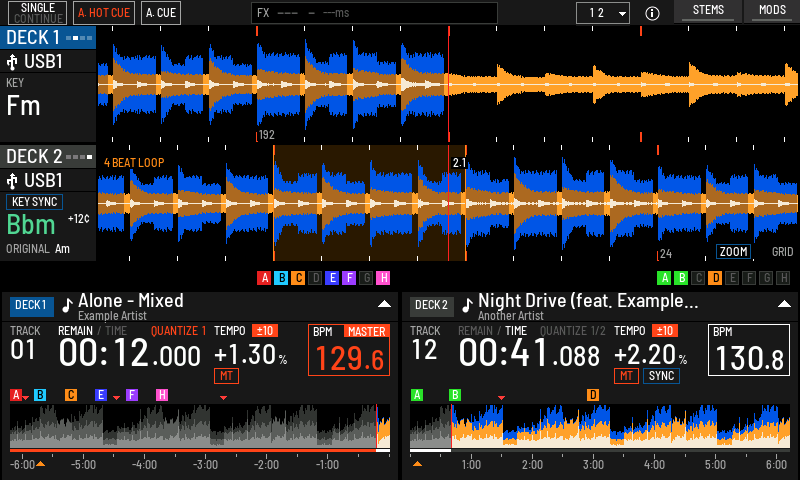 SINGLE
CONTINUE
A. HOT CUE
A. CUE
FX --- - ---ms
1 2
STEMS
MODS
DECK 1
USB1
KEY
Fm
192
DECK 2
USB1
KEY SYNC
Bbm +12¢
ORIGINAL Am
4 BEAT LOOP
2.1
24
ZOOM
GRID
A B C D E F G H
A B C D E F G H
DECK 1
Alone - Mixed
Example Artist
TRACK
01
REMAIN / TIME
QUANTIZE 1
00:12.000
TEMPO ±10
+1.30%
MT
BPM MASTER
129.6
A B C E F G H
-6:00 -5:00 -4:00 -3:00 -2:00 -1:00
DECK 2
Night Drive (feat. Example...
Another Artist
TRACK
12
REMAIN / TIME
QUANTIZE 1/2
00:41.088
TEMPO ±10
+2.20%
MT SYNC
BPM
130.8
A B D
1:00 2:00 3:00 4:00 5:00 6:00